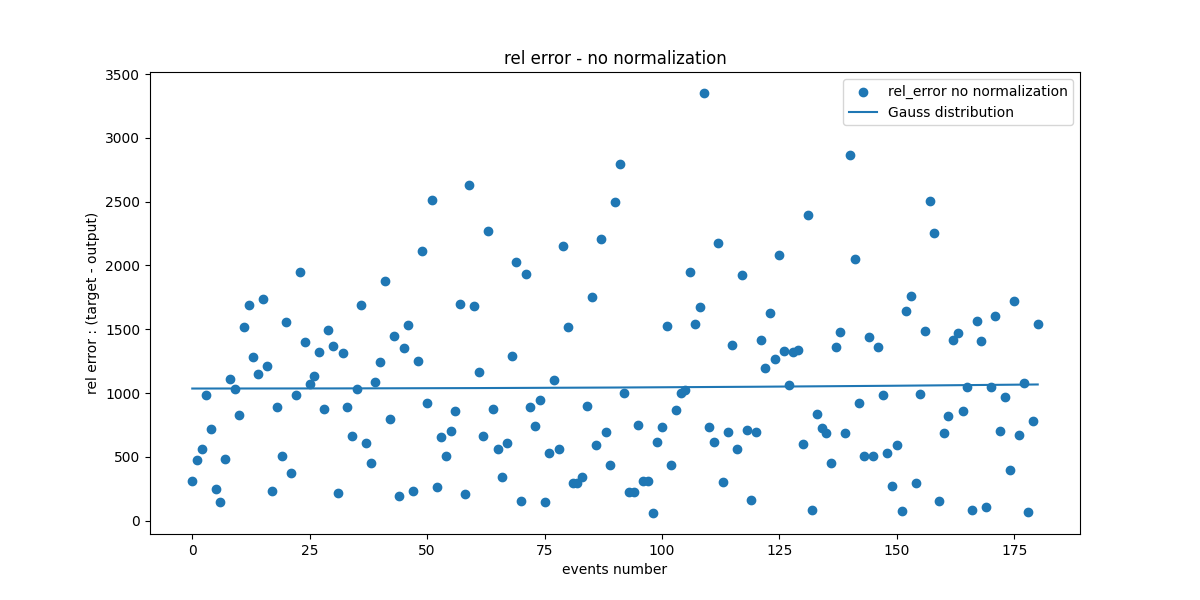 rel error - no normalization
rel_error no normalization
Gauss distribution
rel error : (target - output)
3500
3000
2500
2000
1500
1000
500
0
0 25 50 75 100 125 150 175
events number